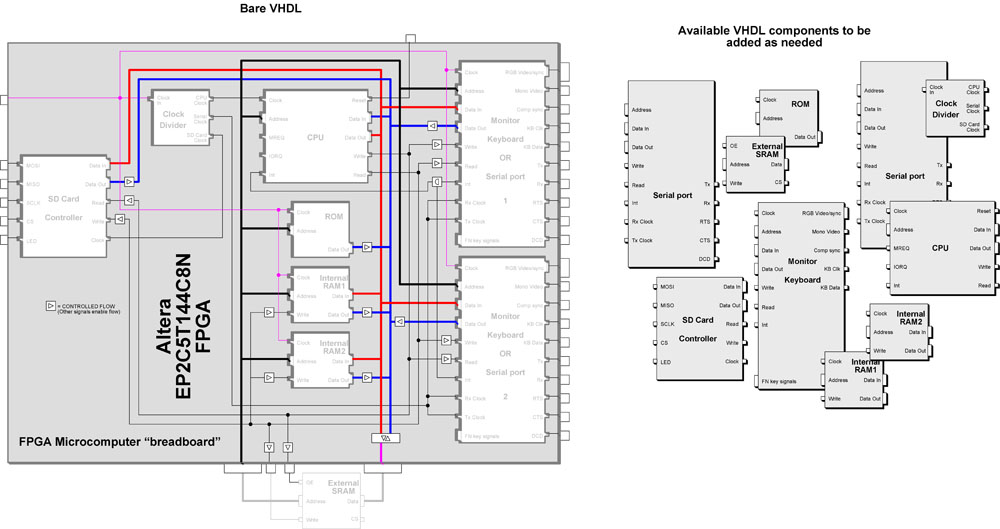 Bare VHDL
Available VHDL components to be
added as needed
Clock
In
CPU
Clock
Serial
Clock
SD Card
Clock
Clock
Divider
Clock
Address
MREQ
IORQ
Int
CPU
Reset
Data In
Data Out
Write
Read
Clock
Address
Data In
Data Out
Write
Read
Int
Rx Clock
Tx Clock
FN key signals
Monitor
Keyboard
OR
Serial port
1
RGB Video/sync
Mono Video
Comp sync
KB Clk
KB Data
Tx
Rx
RTS
CTS
DCD
MOSI
MISO
SCLK
CS
LED
SD Card
Controller
Data In
Data Out
Read
Write
Clock
Clock
Address
ROM
Data Out
Clock
Address
Write
Internal
RAM1
Data In
Data Out
Clock
Address
Write
Internal
RAM2
Data In
Data Out
Clock
Address
Data In
Data Out
Write
Read
Int
Rx Clock
Tx Clock
FN key signals
Monitor
Keyboard
OR
Serial port
2
RGB Video/sync
Mono Video
Comp sync
KB Clk
KB Data
Tx
Rx
RTS
CTS
DCD
= CONTROLLED FLOW
(Other signals enable flow)
Altera
EP2C5T144C8N
FPGA
FPGA Microcomputer “breadboard”
OE
Address
Write
External
SRAM
Data
CS
Address
Data In
Data Out
Write
Read
Int
Rx Clock
Tx Clock
Serial port
Tx
Rx
RTS
CTS
DCD
Clock
Address
ROM
Data Out
OE
Address
Write
External
SRAM
Data
CS
Address
Data In
Data Out
Write
Read
Int
Rx Clock
Tx Clock
Serial port
Tx
Rx
Clock
In
CPU
Clock
Serial
Clock
SD Card
Clock
Clock
Divider
Clock
Address
MREQ
IORQ
Int
CPU
Reset
Data In
Data Out
Write
Read
Clock
Address
Data In
Data Out
Write
Read
Int
FN key signals
Monitor
Keyboard
RGB Video/sync
Mono Video
Comp sync
KB Clk
KB Data
MOSI
MISO
SCLK
CS
LED
SD Card
Controller
Data In
Data Out
Read
Write
Clock
Clock
Address
Write
Internal
RAM2
Data In
Data Out
Clock
Address
Write
Internal
RAM1
Data In
Data Out